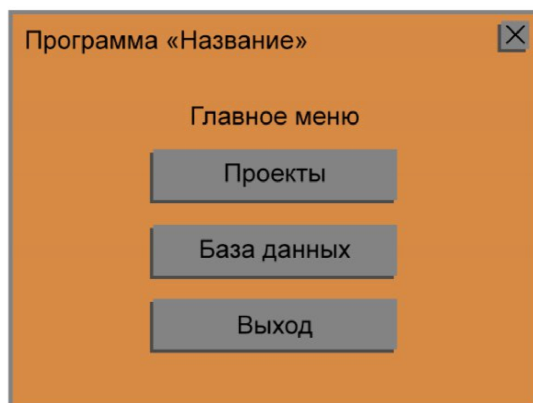 Программа «Название»
Главное меню
Проекты
База данных
Выход